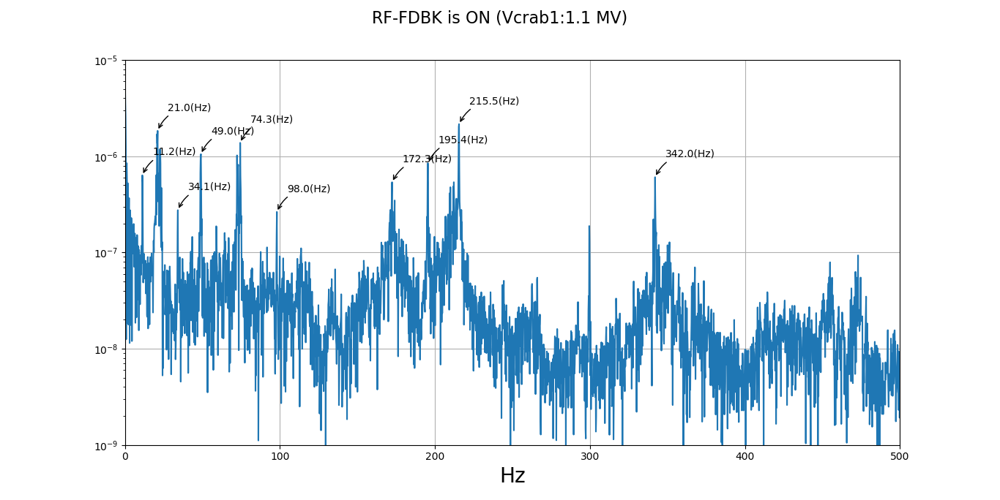 RF-FDBK is ON (Vcrab1:1.1 MV)
10⁻⁵
21.0(Hz)
215.5(Hz)
74.3(Hz)
49.0(Hz)
195.4(Hz)
11.2(Hz)
342.0(Hz)
10⁻⁶
172.3(Hz)
34.1(Hz)
98.0(Hz)
10⁻⁷
10⁻⁸
10⁻⁹
0 100 200 300 400 500
Hz